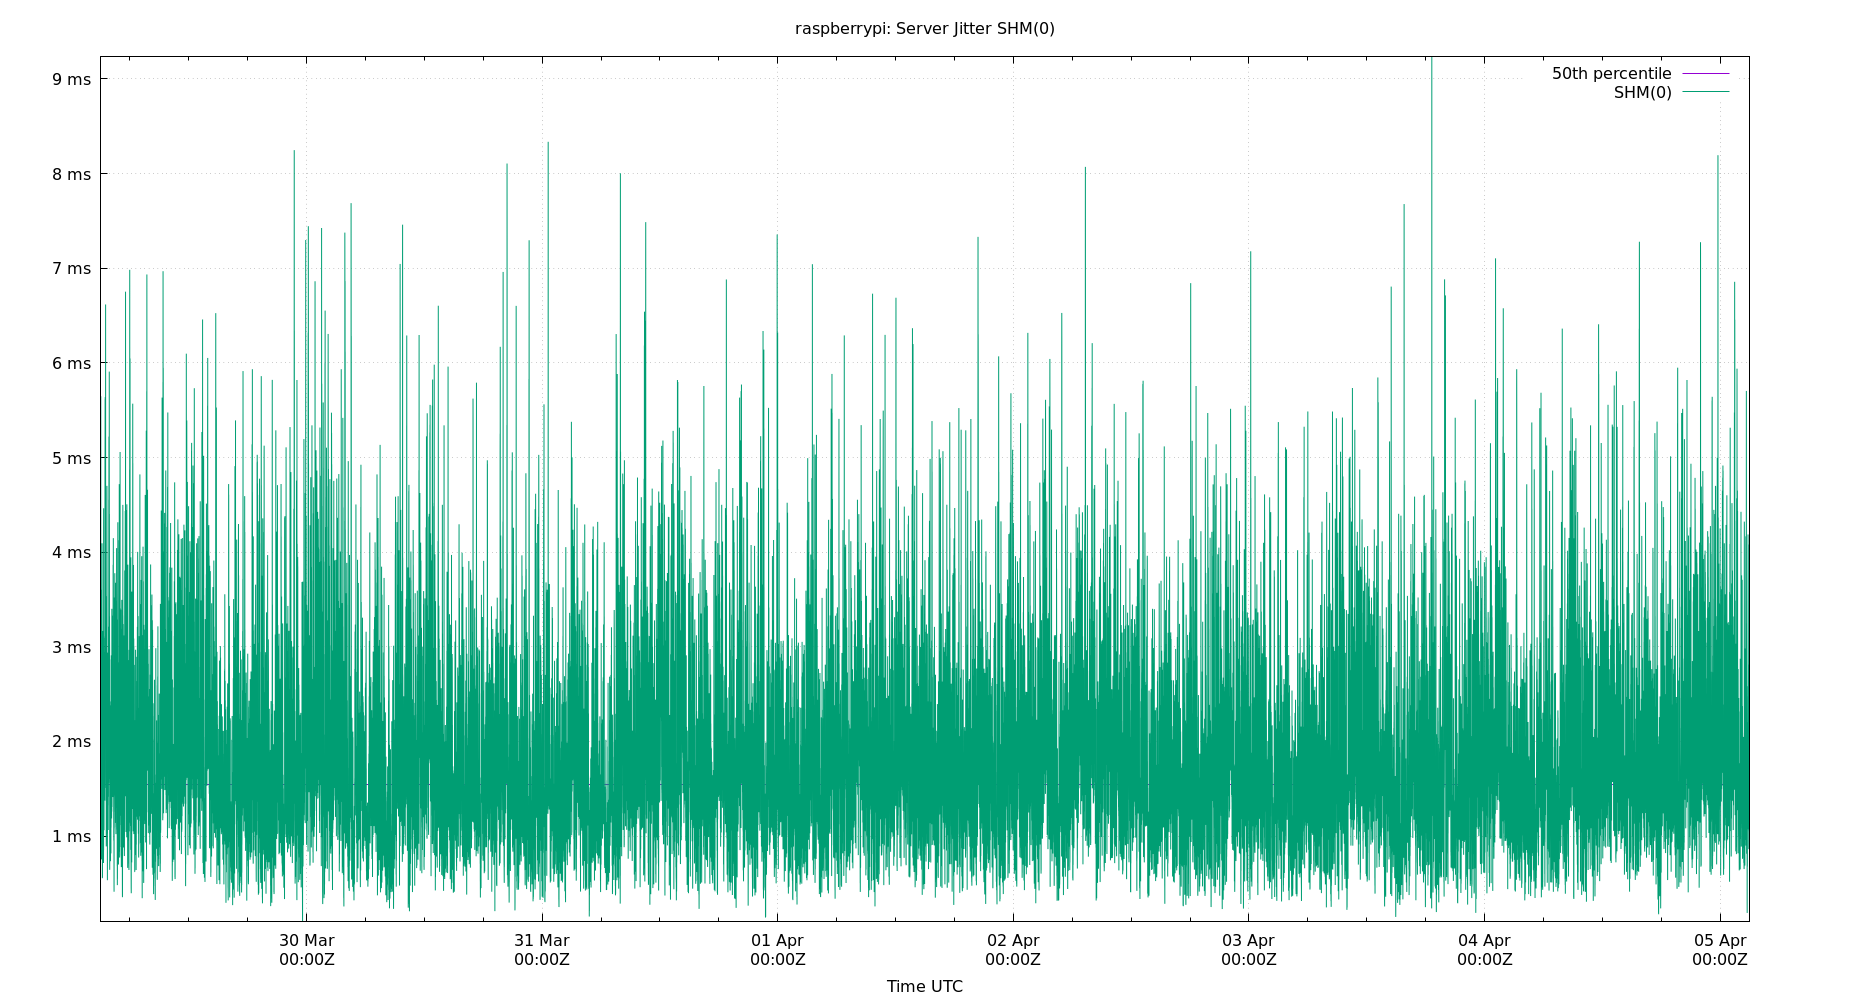 raspberrypi: Server Jitter SHM(0)
9 ms
8 ms
7 ms
6 ms
5 ms
4 ms
3 ms
2 ms
1 ms
50th percentile
SHM(0)
30 Mar 31 Mar 01 Apr 02 Apr 03 Apr 04 Apr 05 Apr
00:00Z 00:00Z 00:00Z 00:00Z 00:00Z 00:00Z 00:00Z
Time UTC